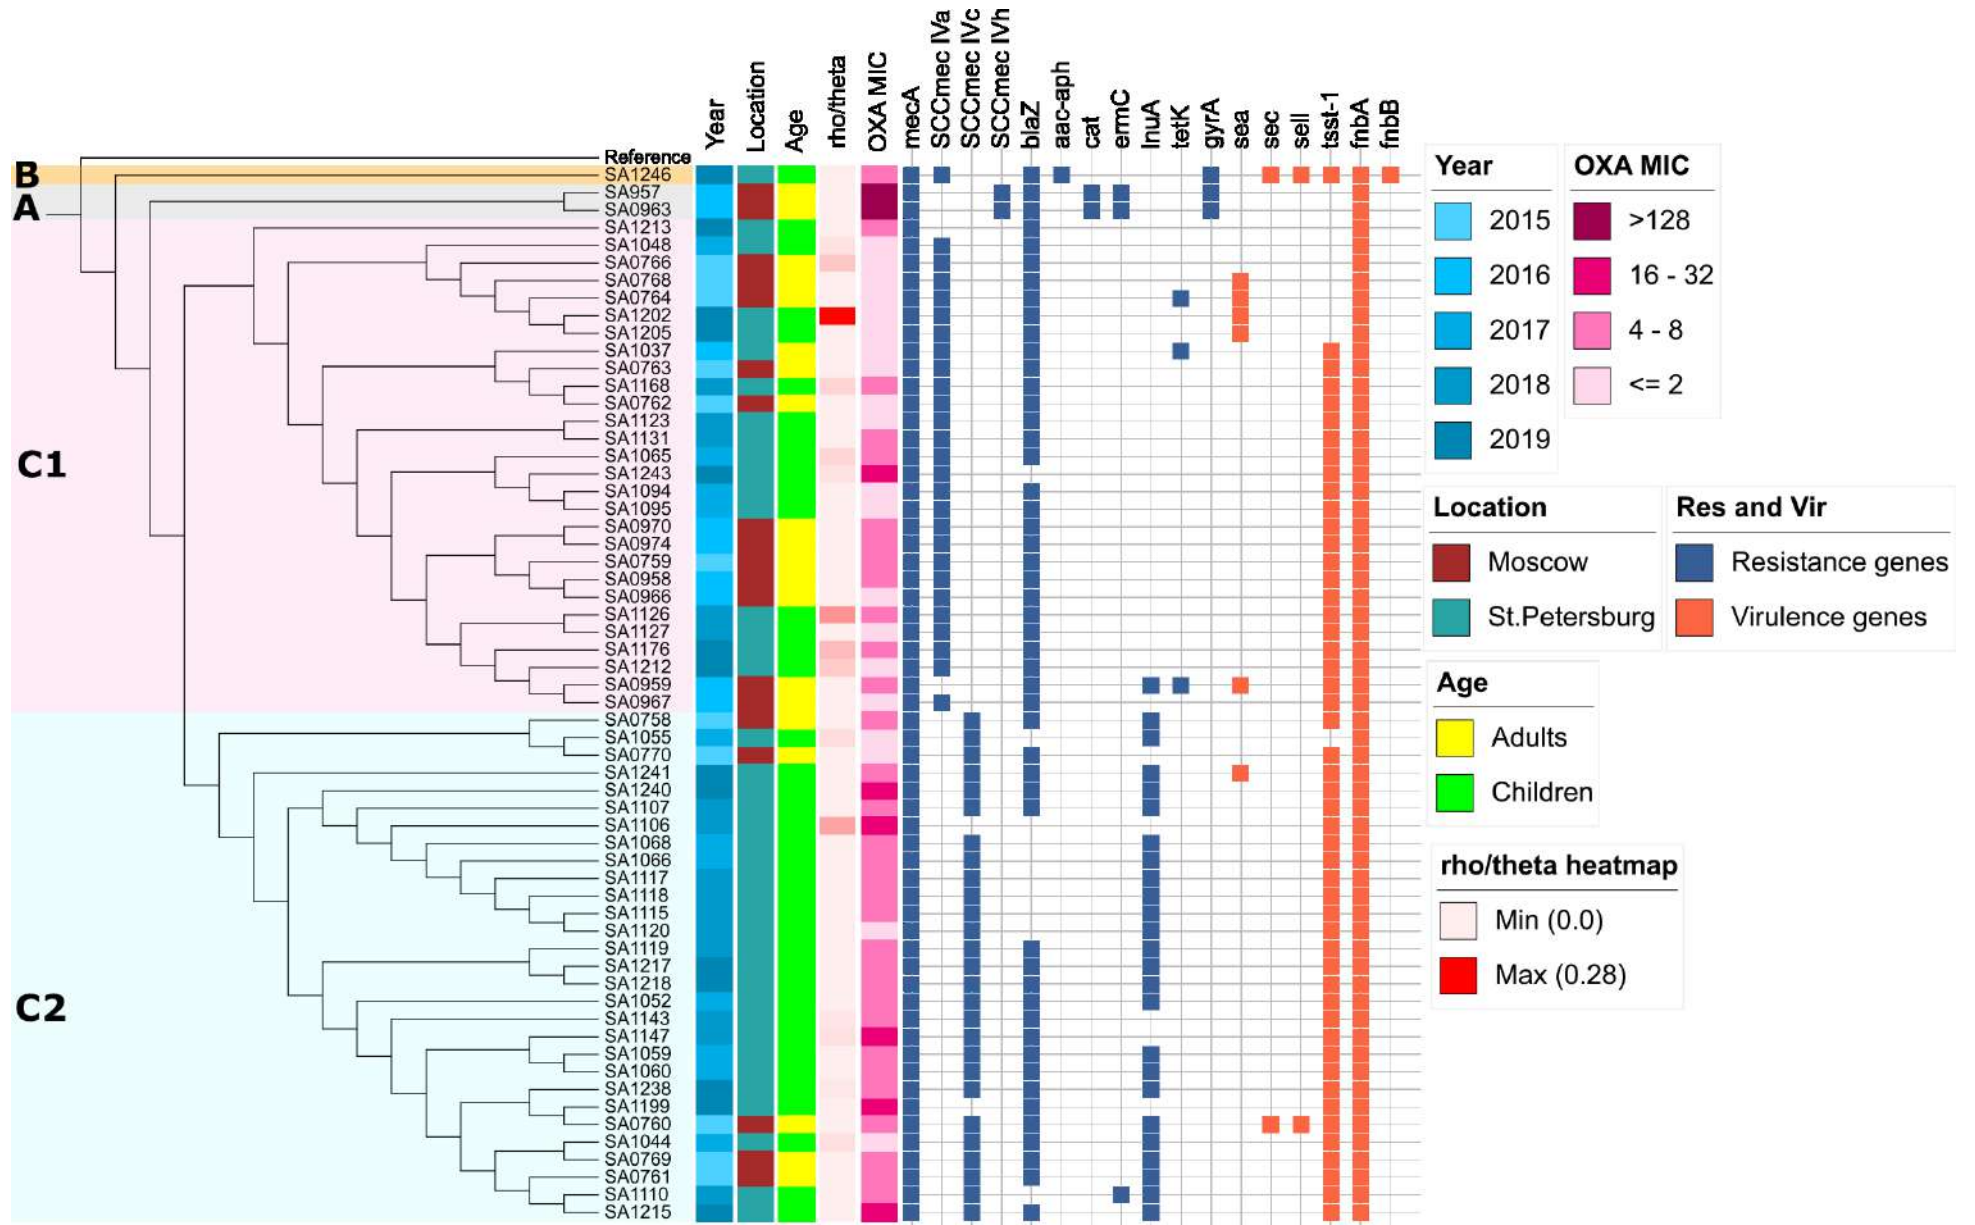 Year
Location
Age
rho/theta
OXA MIC
mecA
SCCmec IVa
SCCmec IVc
SCCmec IVh
blaZ
aac-aph
cat
ermC
lnuA
tetK
gyrA
sea
sec
sell
tsst-1
fnbA
fnbB
B
A
C1
C2
Reference
SA1246
SA957
SA0963
SA1213
SA1048
SA0766
SA0768
SA0764
SA1202
SA1205
SA1037
SA0763
SA1168
SA0762
SA1123
SA1131
SA1065
SA1243
SA1094
SA1095
SA0970
SA0974
SA0759
SA0958
SA0966
SA1126
SA1127
SA1176
SA1212
SA0959
SA0967
SA0758
SA1055
SA0770
SA1241
SA1240
SA1107
SA1106
SA1068
SA1066
SA1117
SA1118
SA1115
SA1120
SA1119
SA1217
SA1218
SA1052
SA1143
SA1147
SA1059
SA1060
SA1238
SA1199
SA0760
SA1044
SA0769
SA0761
SA1110
SA1215
Year
2015
2016
2017
2018
2019
OXA MIC
>128
16 - 32
4 - 8
<= 2
Location
Moscow
St.Petersburg
Res and Vir
Resistance genes
Virulence genes
Age
Adults
Children
rho/theta heatmap
Min (0.0)
Max (0.28)